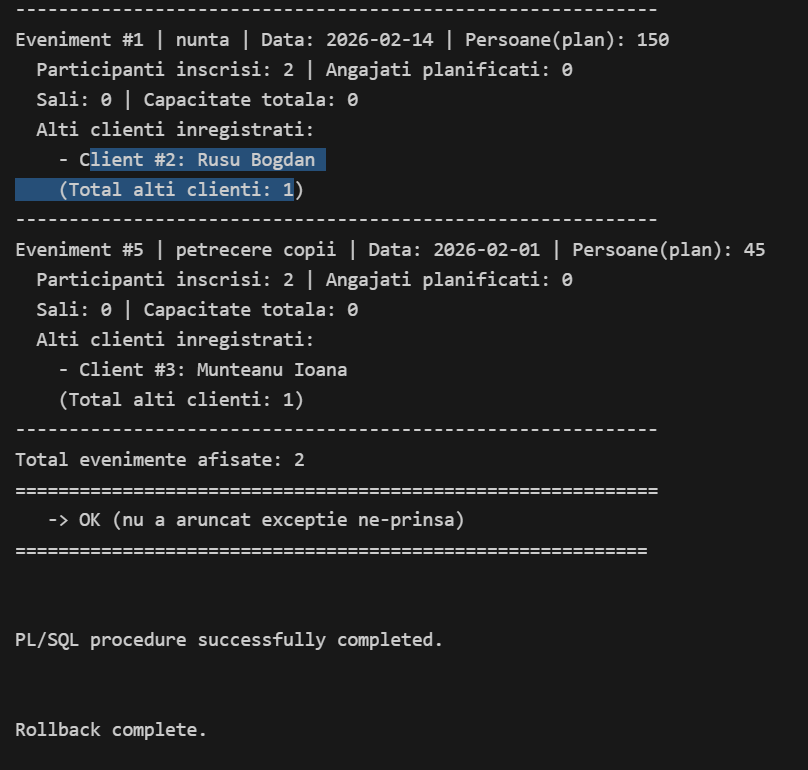 ------------------------------------------------------------
Eveniment #1 | nunta | Data: 2026-02-14 | Persoane(plan): 150
  Participanti inscrisi: 2 | Angajati planificati: 0
  Sali: 0 | Capacitate totala: 0
  Alti clienti inregistrati:
    - Client #2: Rusu Bogdan
    (Total alti clienti: 1)
------------------------------------------------------------
Eveniment #5 | petrecere copii | Data: 2026-02-01 | Persoane(plan): 45
  Participanti inscrisi: 2 | Angajati planificati: 0
  Sali: 0 | Capacitate totala: 0
  Alti clienti inregistrati:
    - Client #3: Munteanu Ioana
    (Total alti clienti: 1)
------------------------------------------------------------
Total evenimente afisate: 2
============================================================
   -> OK (nu a aruncat exceptie ne-prinsa)
===========================================================
PL/SQL procedure successfully completed.
Rollback complete.